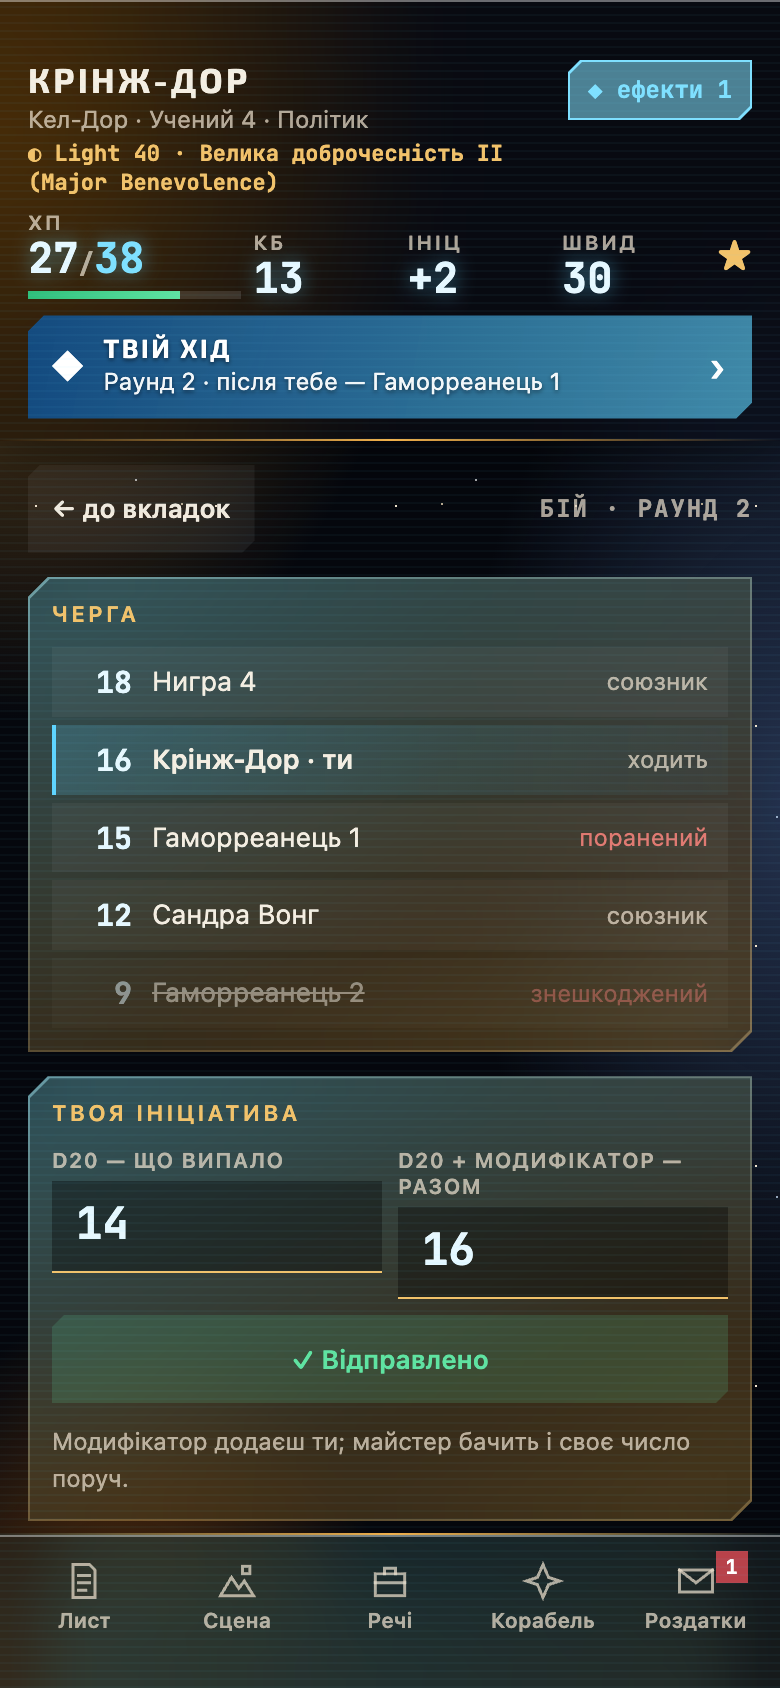 КРІНЖ-ДОР
◆ ефекти 1
Кел-Дор · Учений 4 · Політик
◐ Light 40 · Велика доброчесність II
(Major Benevolence)
ХП
27/38
КБ
13
ІНІЦ
+2
ШВИД
30
★
ТВІЙ ХІД
Раунд 2 · після тебе — Гаморреанець 1
›
← до вкладок
БІЙ · РАУНД 2
ЧЕРГА
18 Нигра 4 союзник
16 Крінж-Дор · ти ходить
15 Гаморреанець 1 поранений
12 Сандра Вонг союзник
9 Гаморреанець 2 знешкоджений
ТВОЯ ІНІЦІАТИВА
D20 — ЩО ВИПАЛО
14
D20 + МОДИФІКАТОР —
РАЗОМ
16
✓ Відправлено
Модифікатор додаєш ти; майстер бачить і своє число
поруч.
Лист
Сцена
Речі
Корабель
1
Роздатки